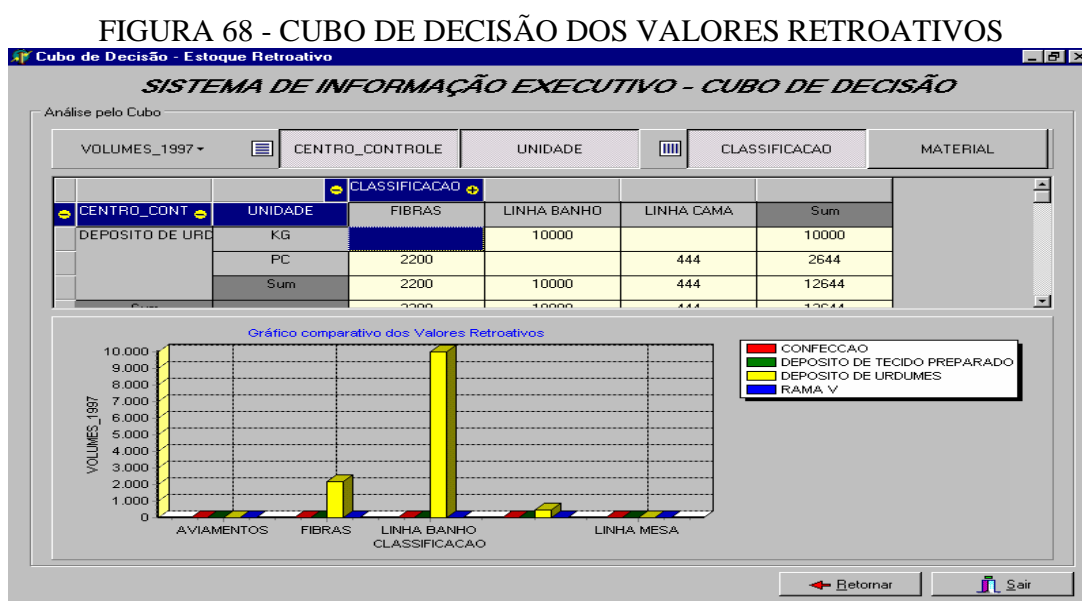 FIGURA 68 - CUBO DE DECISÃO DOS VALORES RETROATIVOS
Cubo de Decisão - Estoque Retroativo
SISTEMA DE INFORMAÇÃO EXECUTIVO - CUBO DE DECISÃO
Análise pelo Cubo
VOLUMES_1997 CENTRO_CONTROLE UNIDADE CLASSIFICACAO MATERIAL
CLASSIFICACAO
CENTRO_CONT UNIDADE FIBRAS LINHA BANHO LINHA CAMA Sum
DEPOSITO DE URD KG 10000 10000
PC 2200 444 2644
Sum 2200 10000 444 12644
Sum 2200 10000 444 12644
Gráfico comparativo dos Valores Retroativos
VOLUMES_1997
10.000
9.000
8.000
7.000
6.000
5.000
4.000
3.000
2.000
1.000
0
AVIAMENTOS FIBRAS LINHA BANHO LINHA MESA
CLASSIFICACAO
CONFECCAO
DEPOSITO DE TECIDO PREPARADO
DEPOSITO DE URDUMES
RAMA V
Retornar Sair